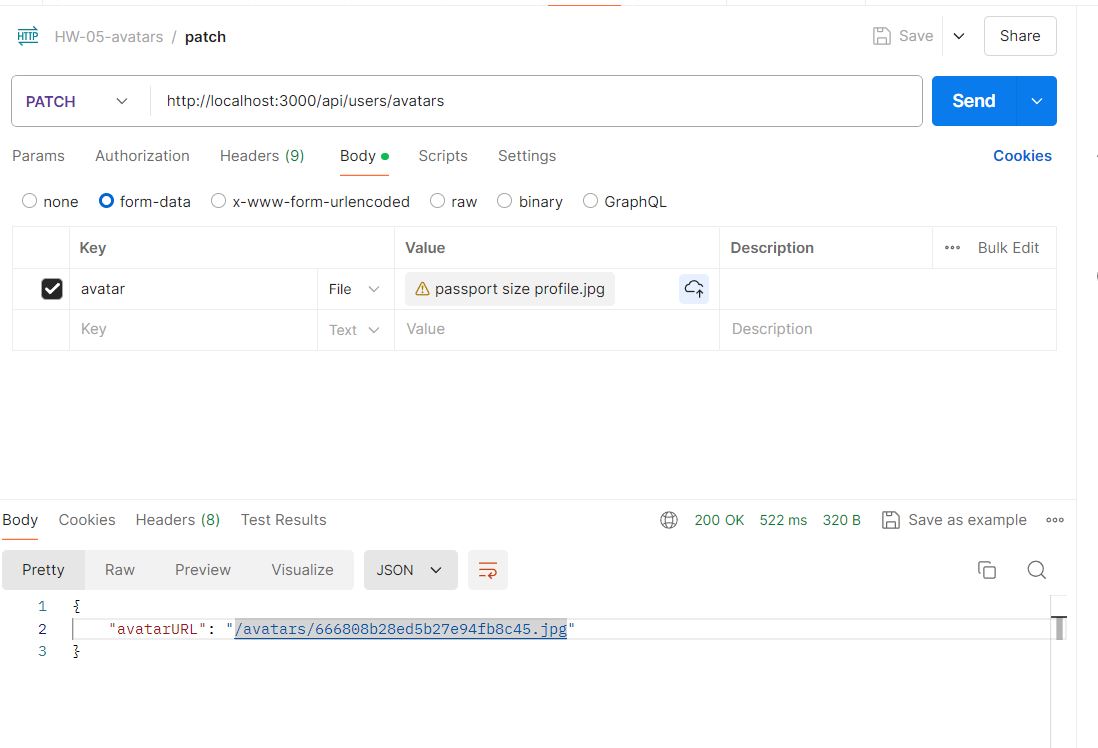 HTTP HW-05-avatars / patch Save Share
PATCH http://localhost:3000/api/users/avatars Send
Params Authorization Headers (9) Body Scripts Settings Cookies
none form-data x-www-form-urlencoded raw binary GraphQL
Key Value Description ••• Bulk Edit
avatar File passport size profile.jpg
Key Text Value Description
Body Cookies Headers (8) Test Results 200 OK 522 ms 320 B Save as example •••
Pretty Raw Preview Visualize JSON
1 {
2 "avatarURL": "/avatars/666808b28ed5b27e94fb8c45.jpg"
3 }